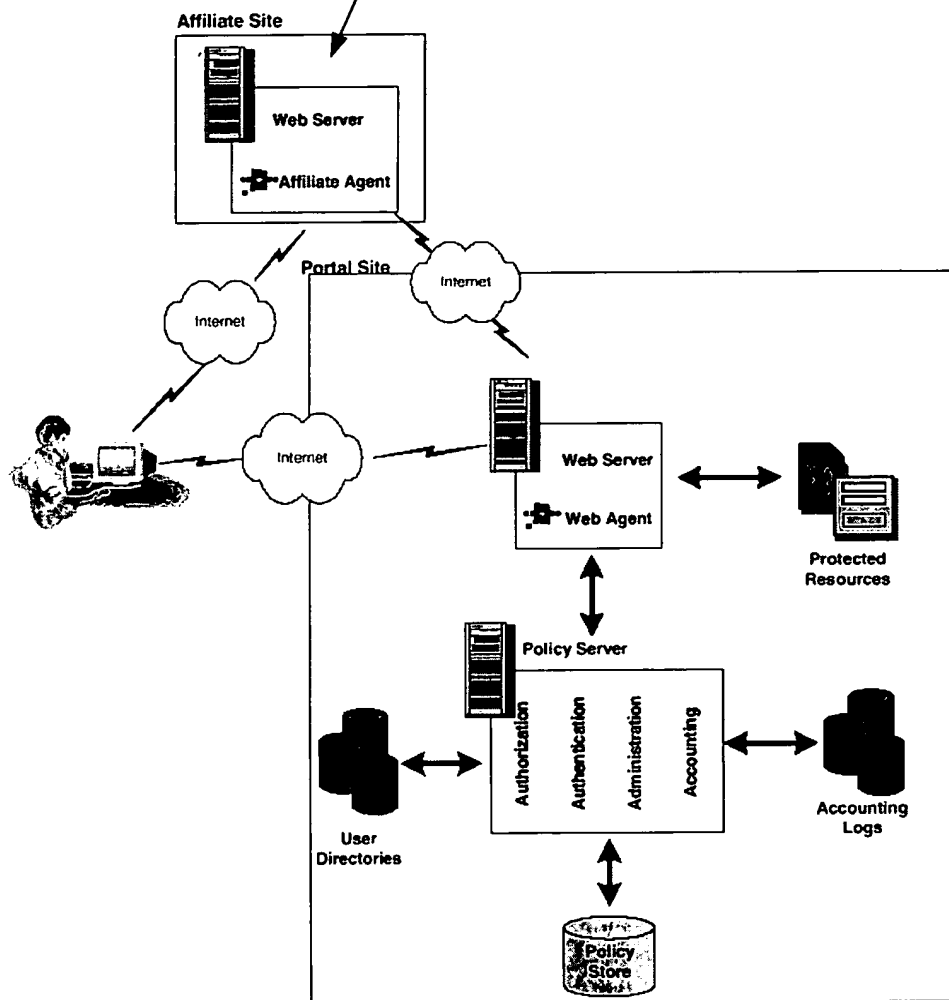 Affiliate Site
Web Server
Affiliate Agent
Portal Site
Internet
Internet
Internet
Web Server
Web Agent
Protected
Resources
Policy Server
Authorization
Authentication
Administration
Accounting
User
Directories
Accounting
Logs
Policy
Store